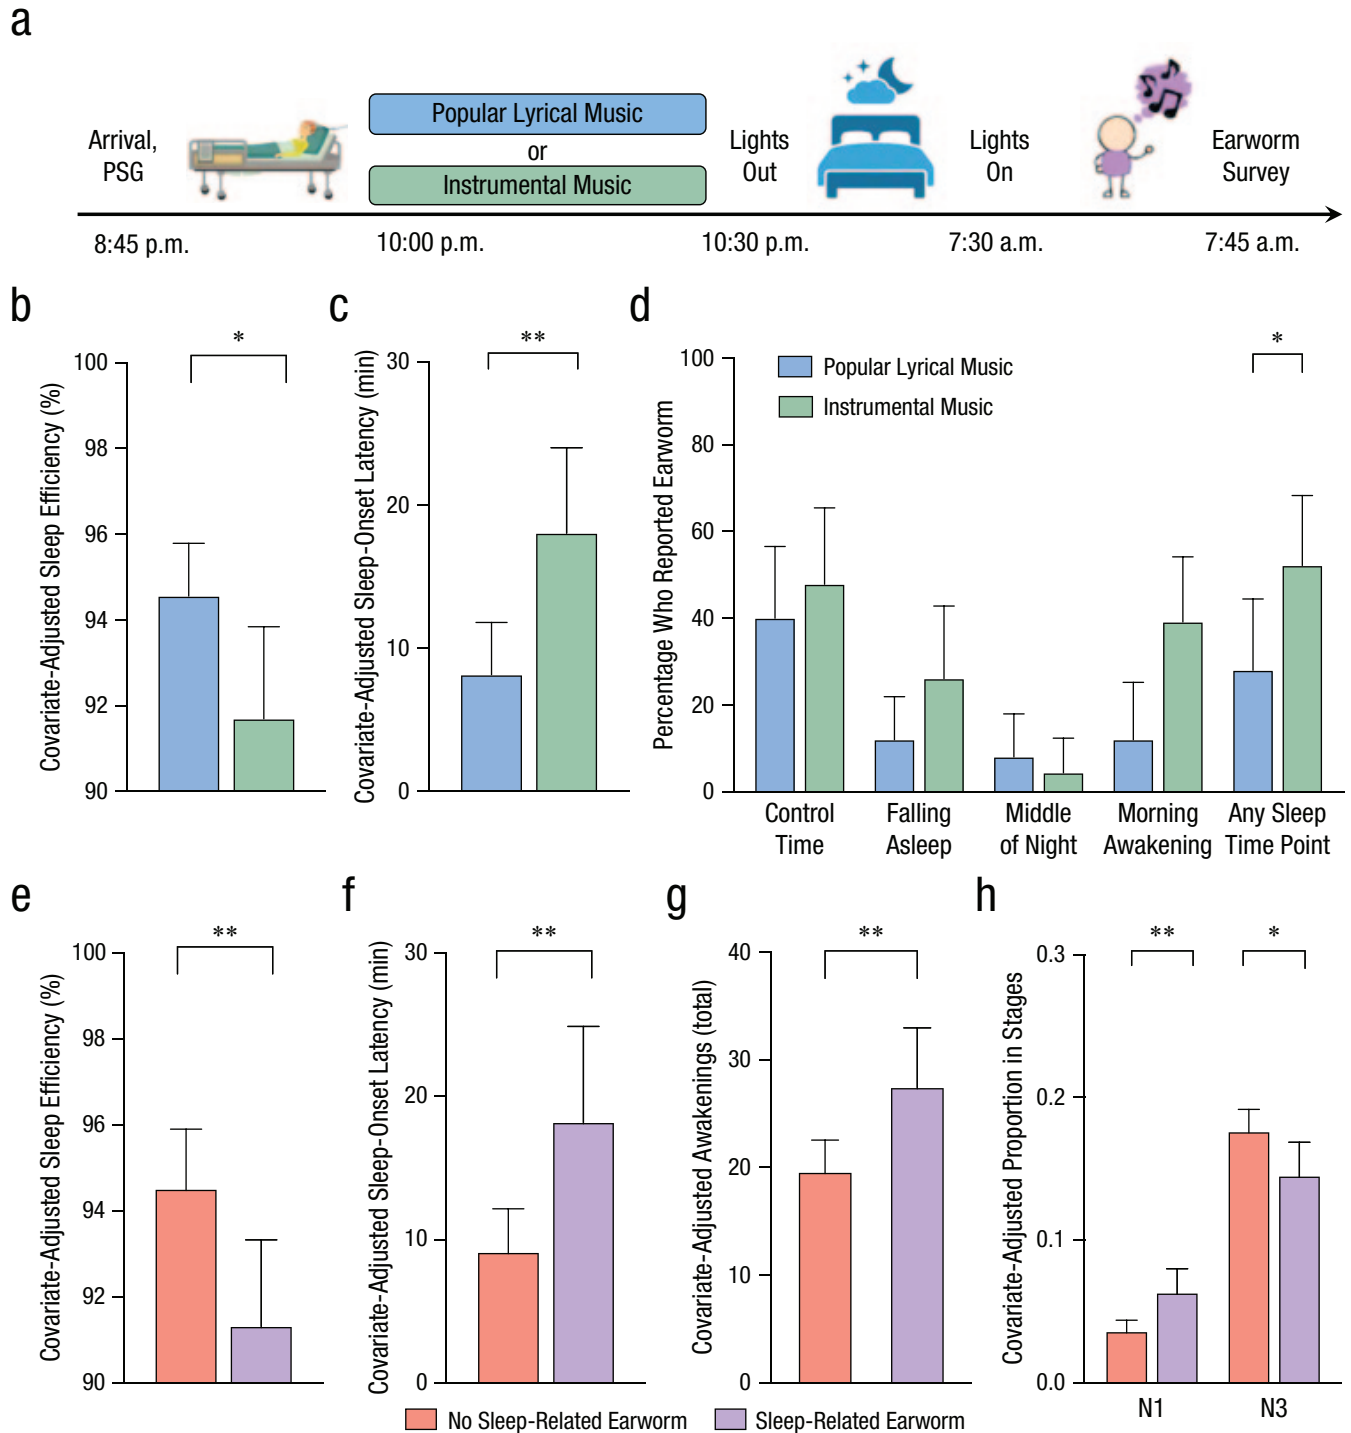 a
Arrival,
PSG
Popular Lyrical Music
or
Instrumental Music
Lights
Out
Lights
On
Earworm
Survey
8:45 p.m.
10:00 p.m.
10:30 p.m.
7:30 a.m.
7:45 a.m.
b
Covariate-Adjusted Sleep Efficiency (%)
100
98
96
94
92
90
*
c
Covariate-Adjusted Sleep-Onset Latency (min)
30
20
10
0
**
d
Percentage Who Reported Earworm
100
80
60
40
20
0
Popular Lyrical Music
Instrumental Music
*
Control
Time
Falling
Asleep
Middle
of Night
Morning
Awakening
Any Sleep
Time Point
e
Covariate-Adjusted Sleep Efficiency (%)
100
98
96
94
92
90
**
f
Covariate-Adjusted Sleep-Onset Latency (min)
30
20
10
0
**
g
Covariate-Adjusted Awakenings (total)
40
30
20
10
0
**
h
Covariate-Adjusted Proportion in Stages
0.3
0.2
0.1
0.0
**
*
N1
N3
No Sleep-Related Earworm
Sleep-Related Earworm